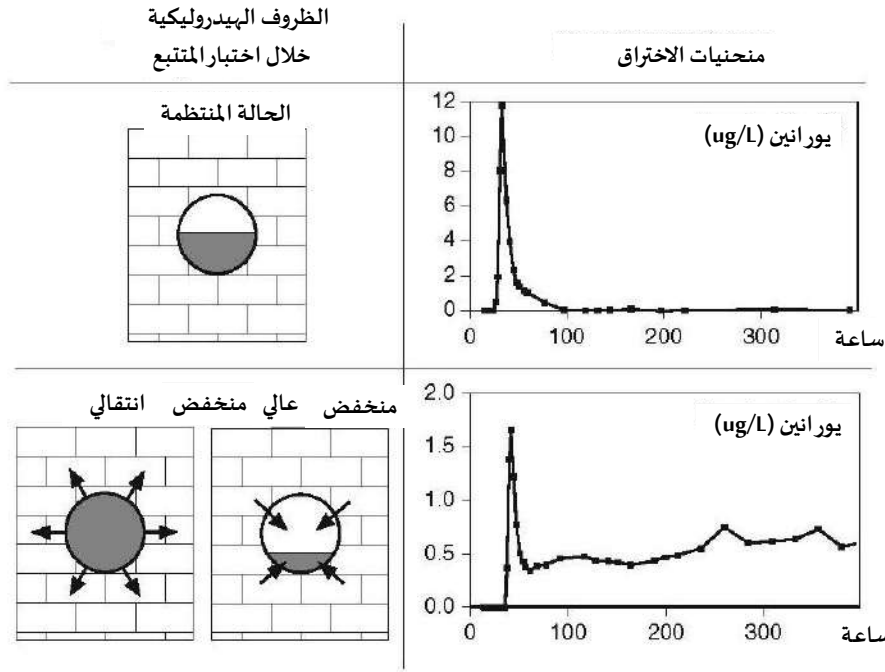 الظروف الهيدروليكية
خلال اختبار المتتبع
منحنيات الاختراق
الحالة المنتظمة
يورانين (ug/L)
12
10
8
6
4
2
0
0 100 200 300
ساعة
منخفض عالي منخفض انتقالي
يورانين (ug/L)
2.0
1.5
1.0
0.5
0.0
0 100 200 300
ساعة